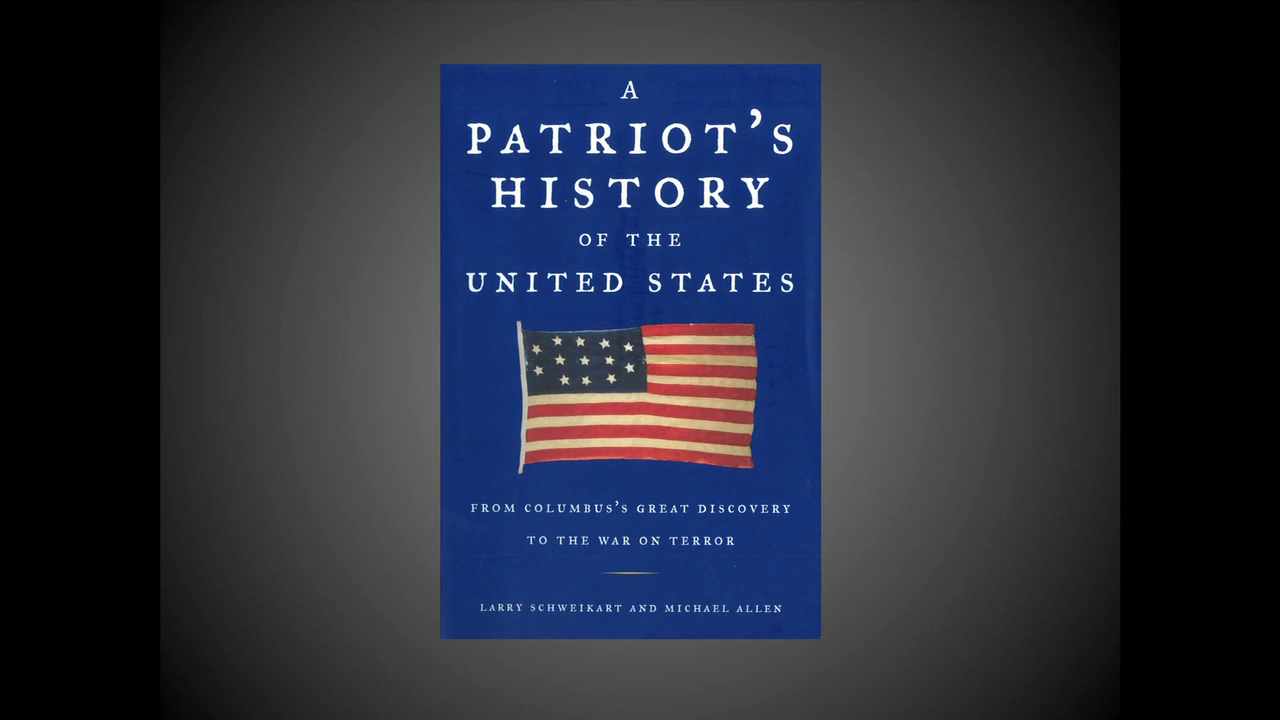 A
PATRIOT'S
HISTORY
OF THE
UNITED STATES
FROM COLUMBUS'S GREAT DISCOVERY
TO THE WAR ON TERROR
LARRY SCHWEIKART AND MICHAEL ALLEN